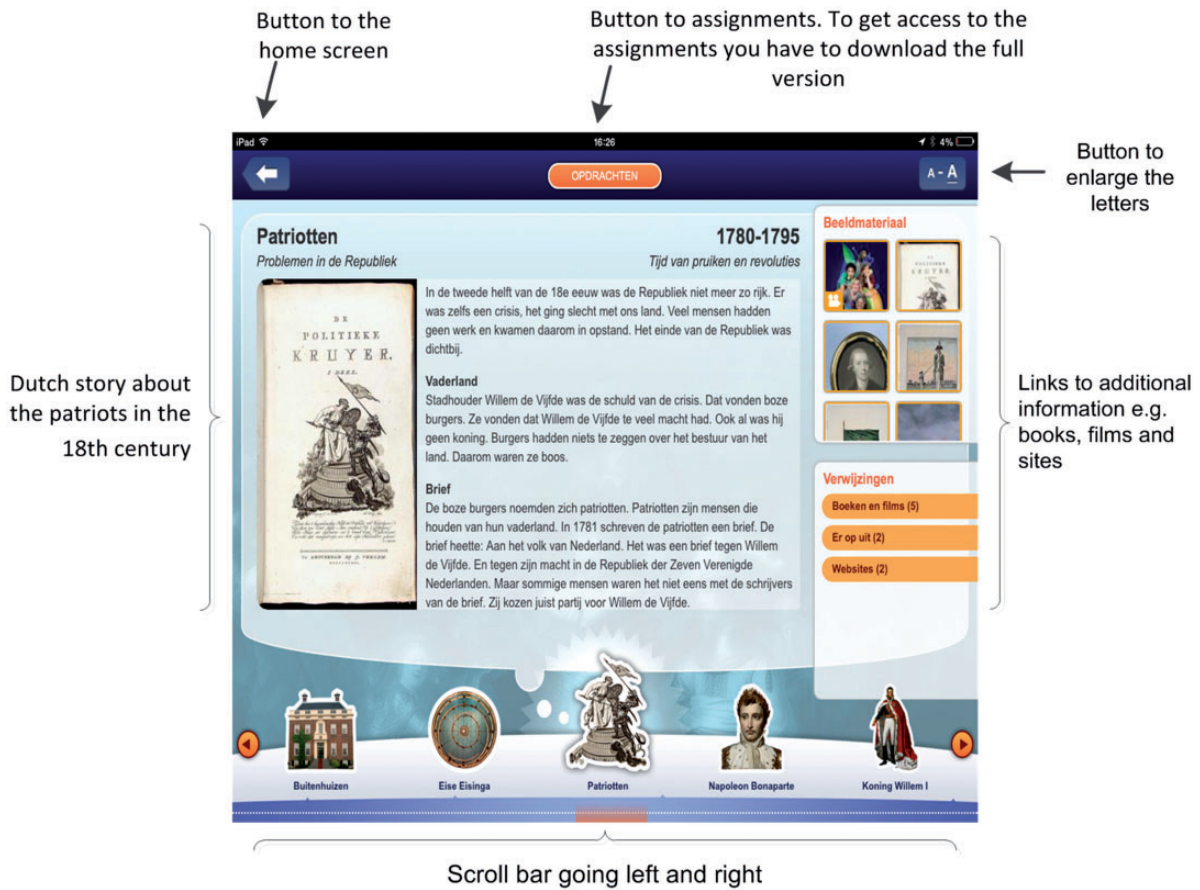 Button to the
home screen
Button to assignments. To get access to the
assignments you have to download the full
version
iPad
16:26
4%
OPDRACHTEN
A - A
Button to
enlarge the
letters
Patriotten
1780-1795
Problemen in de Republiek
Tijd van pruiken en revoluties
DE
POLITIEKE
KRUYER.
I DEEL.
In de tweede helft van de 18e eeuw was de Republiek niet meer zo rijk. Er
was zelfs een crisis, het ging slecht met ons land. Veel mensen hadden
geen werk en kwamen daarom in opstand. Het einde van de Republiek was
dichtbij.
Vaderland
Stadhouder Willem de Vijfde was de schuld van de crisis. Dat vonden boze
burgers. Ze vonden dat Willem de Vijfde te veel macht had. Ook al was hij
geen koning. Burgers hadden niets te zeggen over het bestuur van het
land. Daarom waren ze boos.
Brief
De boze burgers noemden zich patriotten. Patriotten zijn mensen die
houden van hun vaderland. In 1781 schreven de patriotten een brief. De
brief heette: Aan het volk van Nederland. Het was een brief tegen Willem
de Vijfde. En tegen zijn macht in de Republiek der Zeven Verenigde
Nederlanden. Maar sommige mensen waren het niet eens met de schrijvers
van de brief. Zij kozen juist partij voor Willem de Vijfde.
Beeldmateriaal
Verwijzingen
Boeken en films (5)
Er op uit (2)
Websites (2)
Dutch story about
the patriots in the
18th century
Links to additional
information e.g.
books, films and
sites
Buitenhuizen
Eise Eisinga
Patriotten
Napoleon Bonaparte
Koning Willem I
Scroll bar going left and right